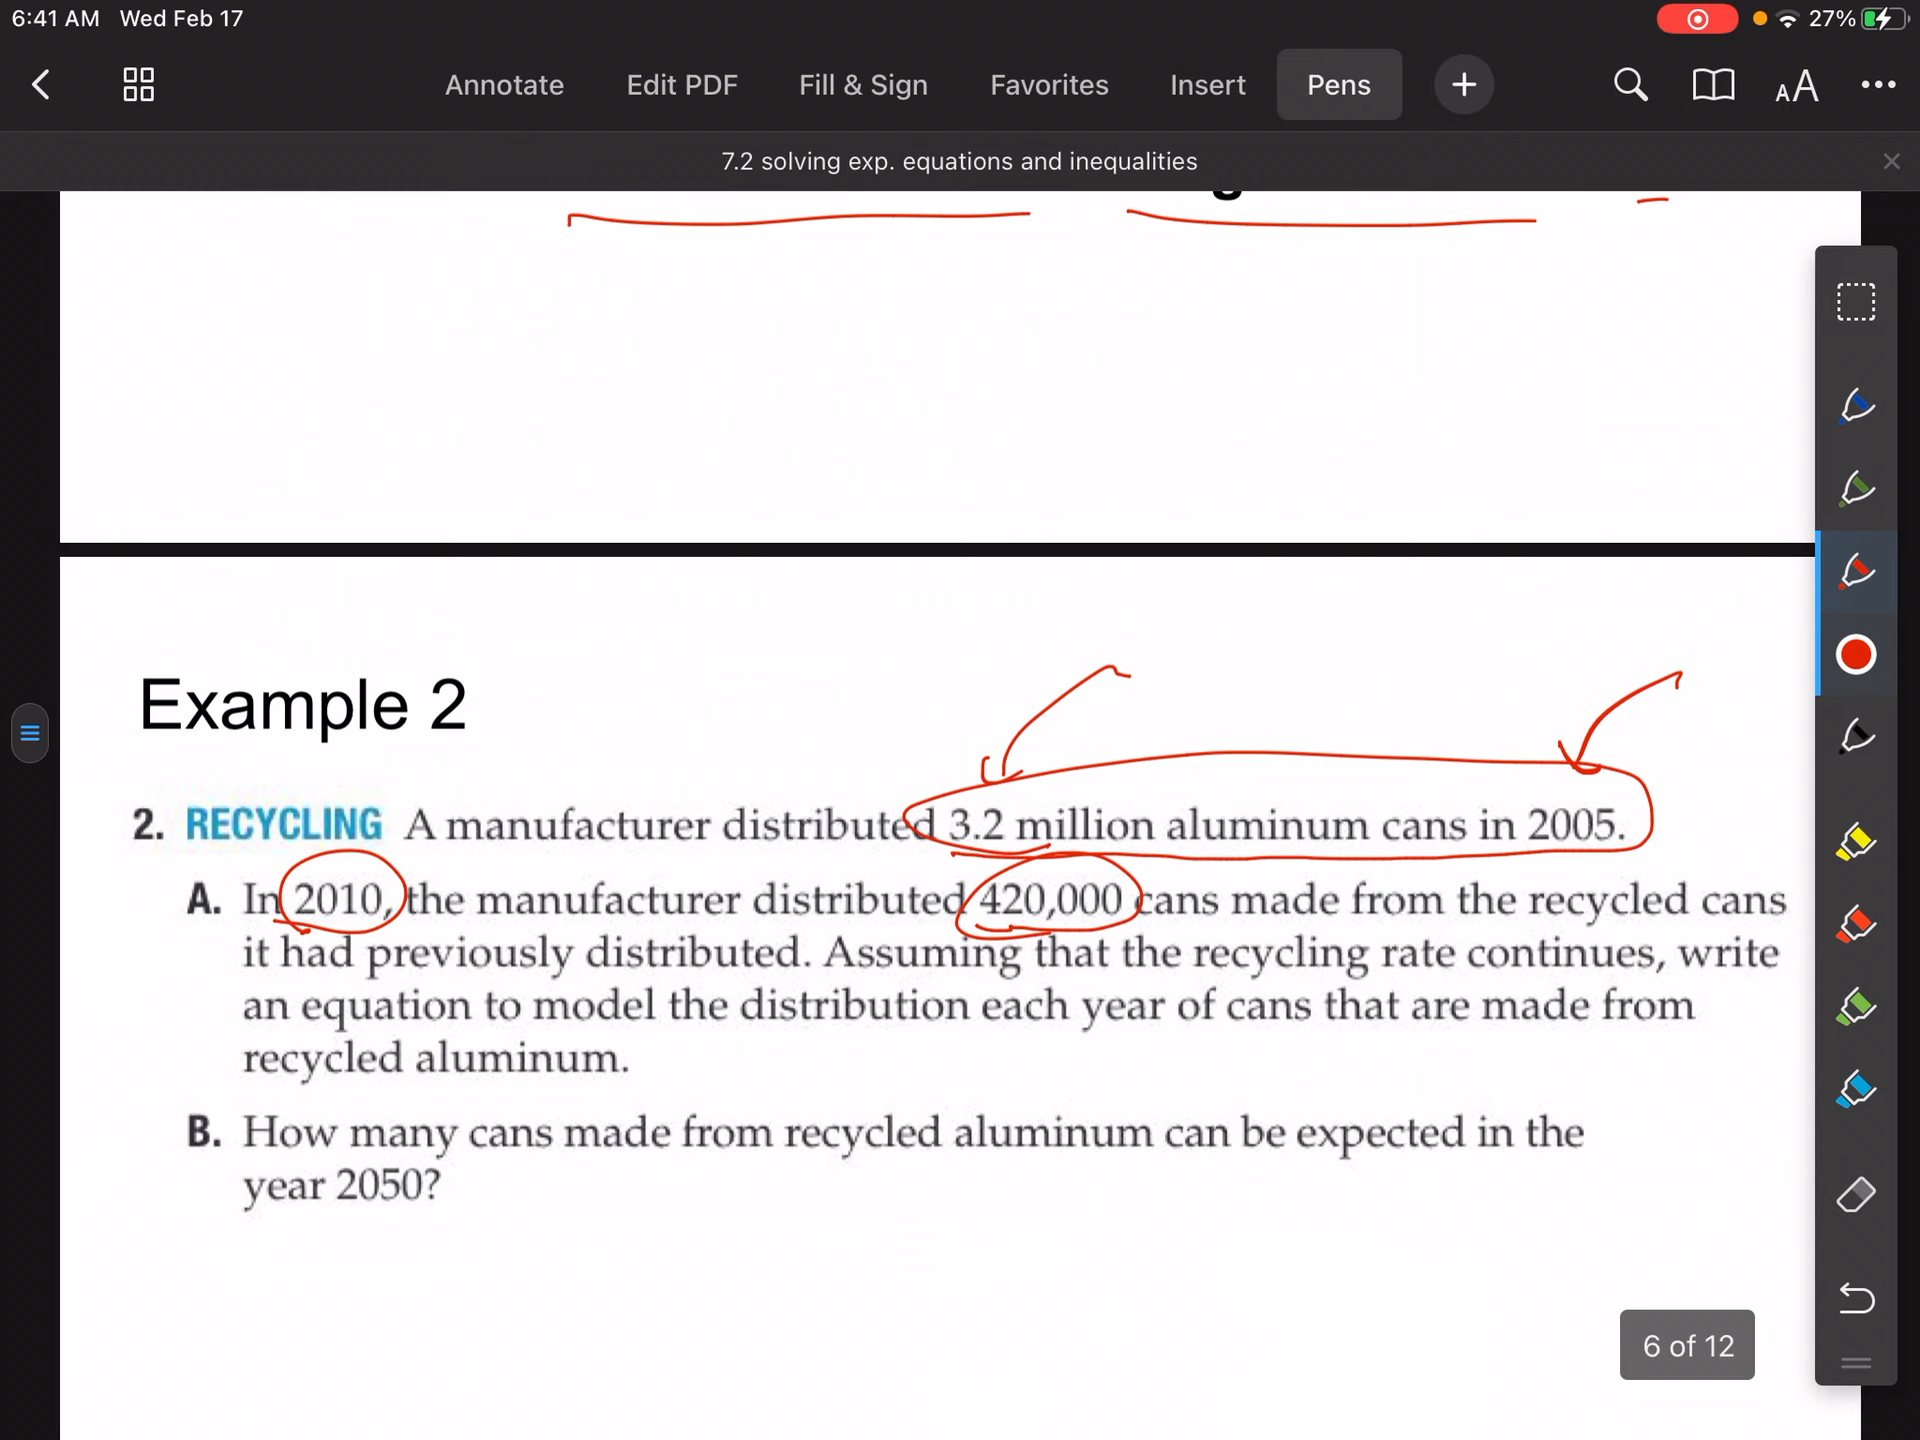 6:41 AM Wed Feb 17
27%
Annotate Edit PDF Fill & Sign Favorites Insert Pens
AA
7.2 solving exp. equations and inequalities
Example 2
2. RECYCLING A manufacturer distributed 3.2 million aluminum cans in 2005.
A. In 2010, the manufacturer distributed 420,000 cans made from the recycled cans
it had previously distributed. Assuming that the recycling rate continues, write
an equation to model the distribution each year of cans that are made from
recycled aluminum.
B. How many cans made from recycled aluminum can be expected in the
year 2050?
6 of 12